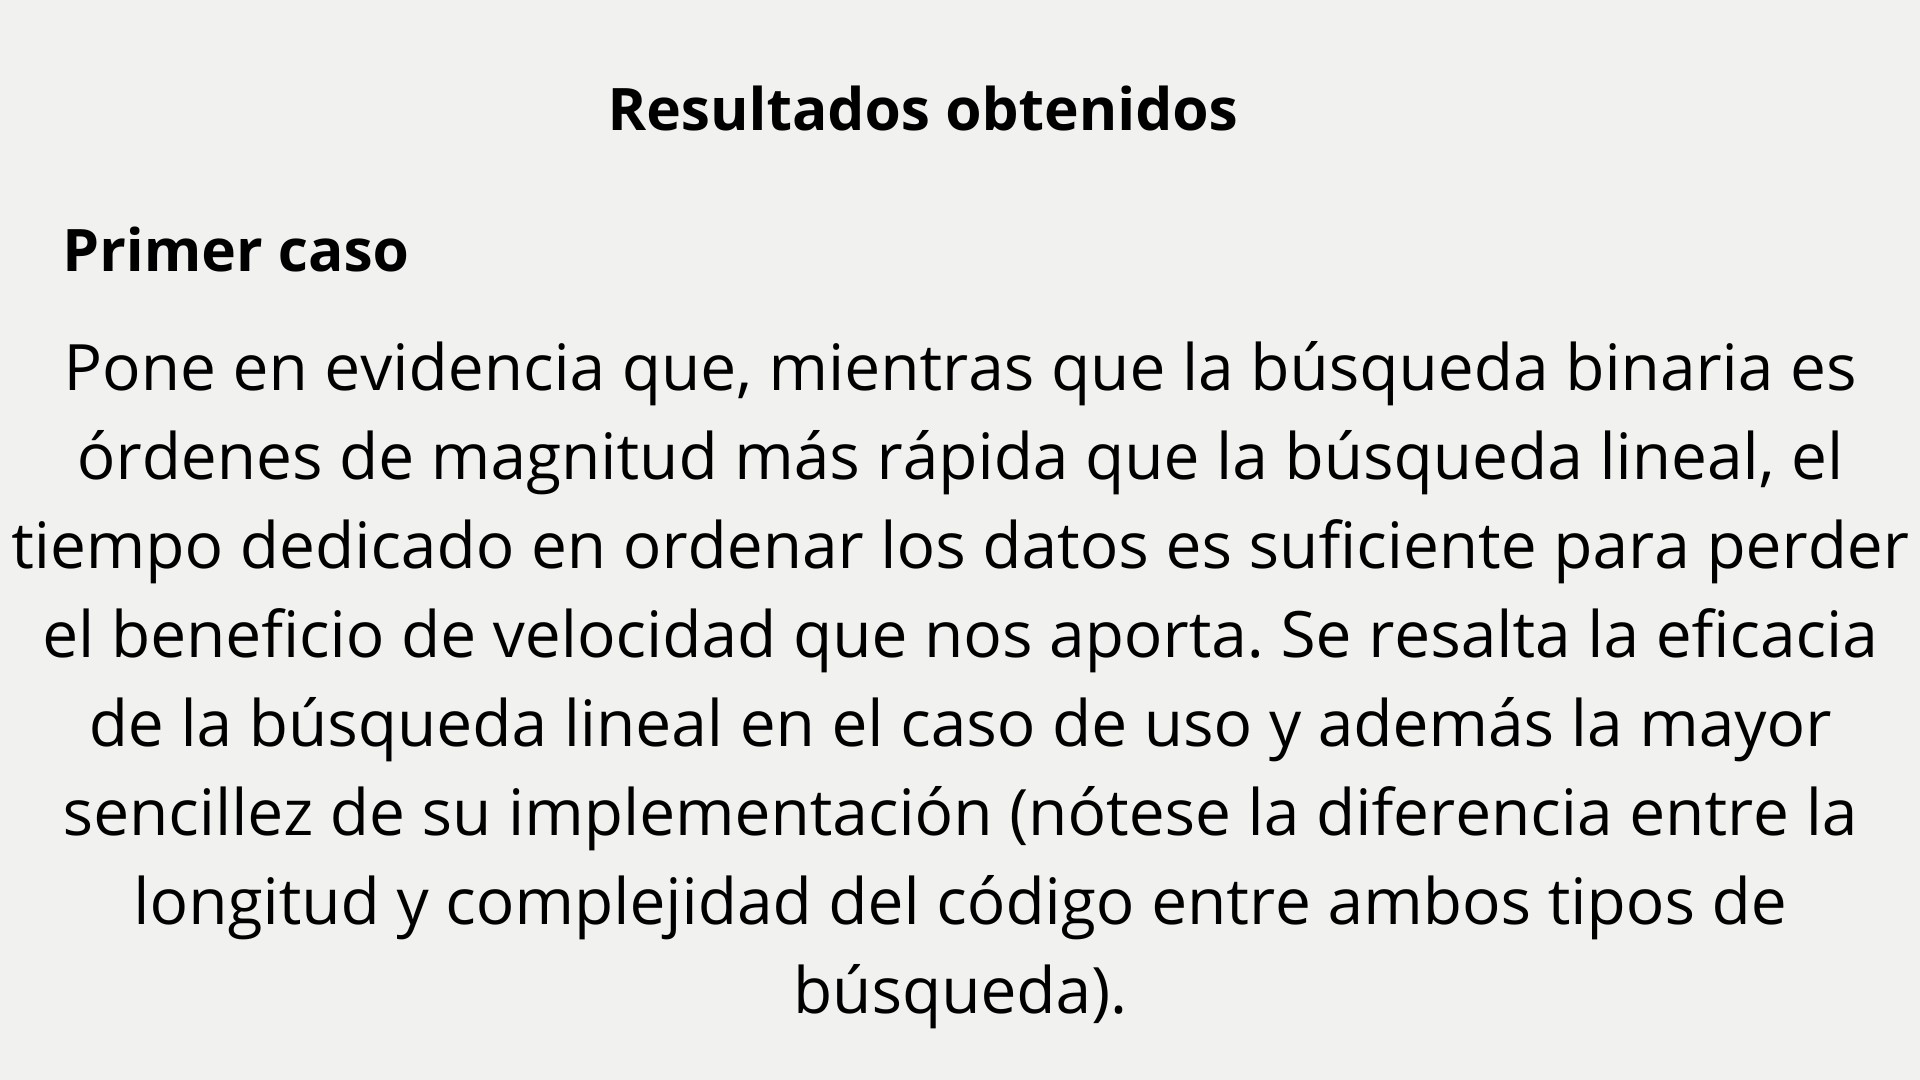 Resultados obtenidos
Primer caso
Pone en evidencia que, mientras que la búsqueda binaria es
órdenes de magnitud más rápida que la búsqueda lineal, el
tiempo dedicado en ordenar los datos es suficiente para perder
el beneficio de velocidad que nos aporta. Se resalta la eficacia
de la búsqueda lineal en el caso de uso y además la mayor
sencillez de su implementación (nótese la diferencia entre la
longitud y complejidad del código entre ambos tipos de
búsqueda).